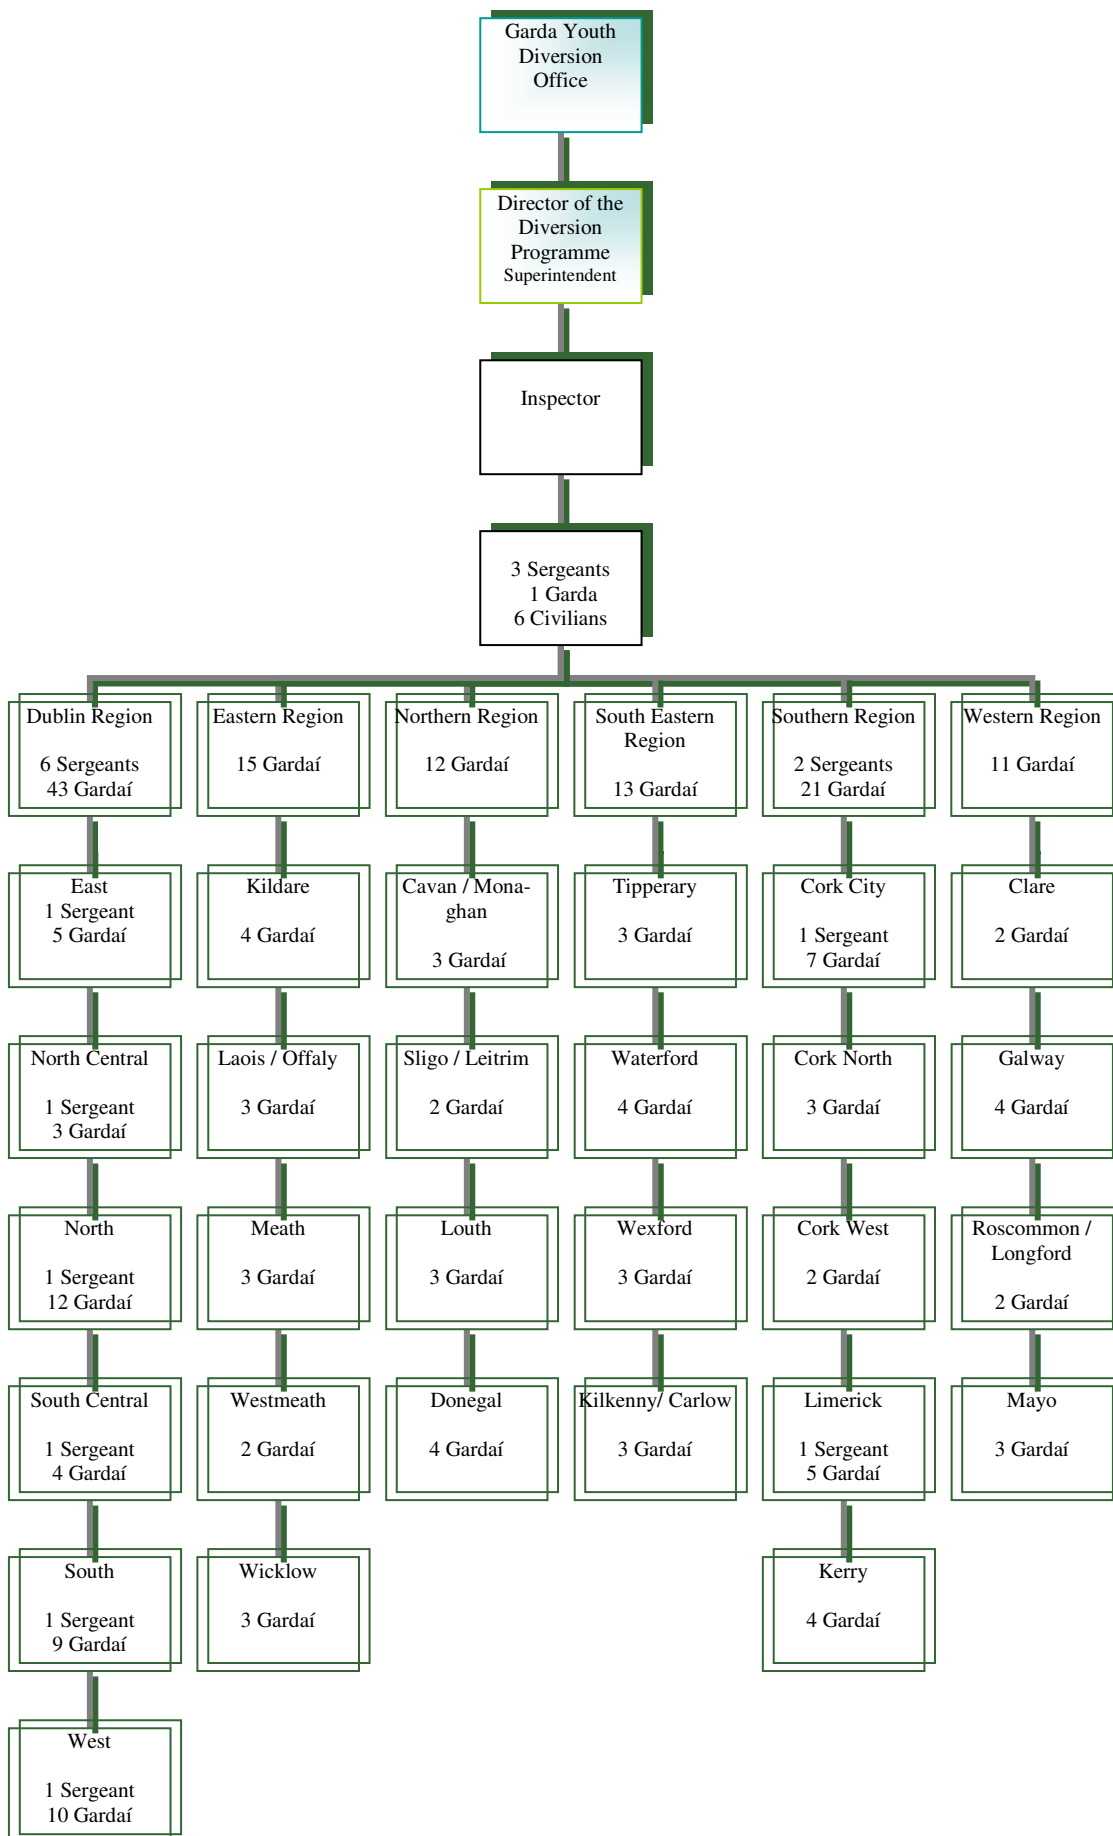 Garda Youth
Diversion
Office
Director of the
Diversion
Programme
Superintendent
Inspector
3 Sergeants
1 Garda
6 Civilians
Dublin Region
6 Sergeants
43 Gardaí
Eastern Region
15 Gardaí
Northern Region
12 Gardaí
South Eastern
Region
13 Gardaí
Southern Region
2 Sergeants
21 Gardaí
Western Region
11 Gardaí
East
1 Sergeant
5 Gardaí
Kildare
4 Gardaí
Cavan / Mona-
ghan
3 Gardaí
Tipperary
3 Gardaí
Cork City
1 Sergeant
7 Gardaí
Clare
2 Gardaí
North Central
1 Sergeant
3 Gardaí
Laois / Offaly
3 Gardaí
Sligo / Leitrim
2 Gardaí
Waterford
4 Gardaí
Cork North
3 Gardaí
Galway
4 Gardaí
North
1 Sergeant
12 Gardaí
Meath
3 Gardaí
Louth
3 Gardaí
Wexford
3 Gardaí
Cork West
2 Gardaí
Roscommon /
Longford
2 Gardaí
South Central
1 Sergeant
4 Gardaí
Westmeath
2 Gardaí
Donegal
4 Gardaí
Kilkenny/ Carlow
3 Gardaí
Limerick
1 Sergeant
5 Gardaí
Mayo
3 Gardaí
South
1 Sergeant
9 Gardaí
Wicklow
3 Gardaí
Kerry
4 Gardaí
West
1 Sergeant
10 Gardaí